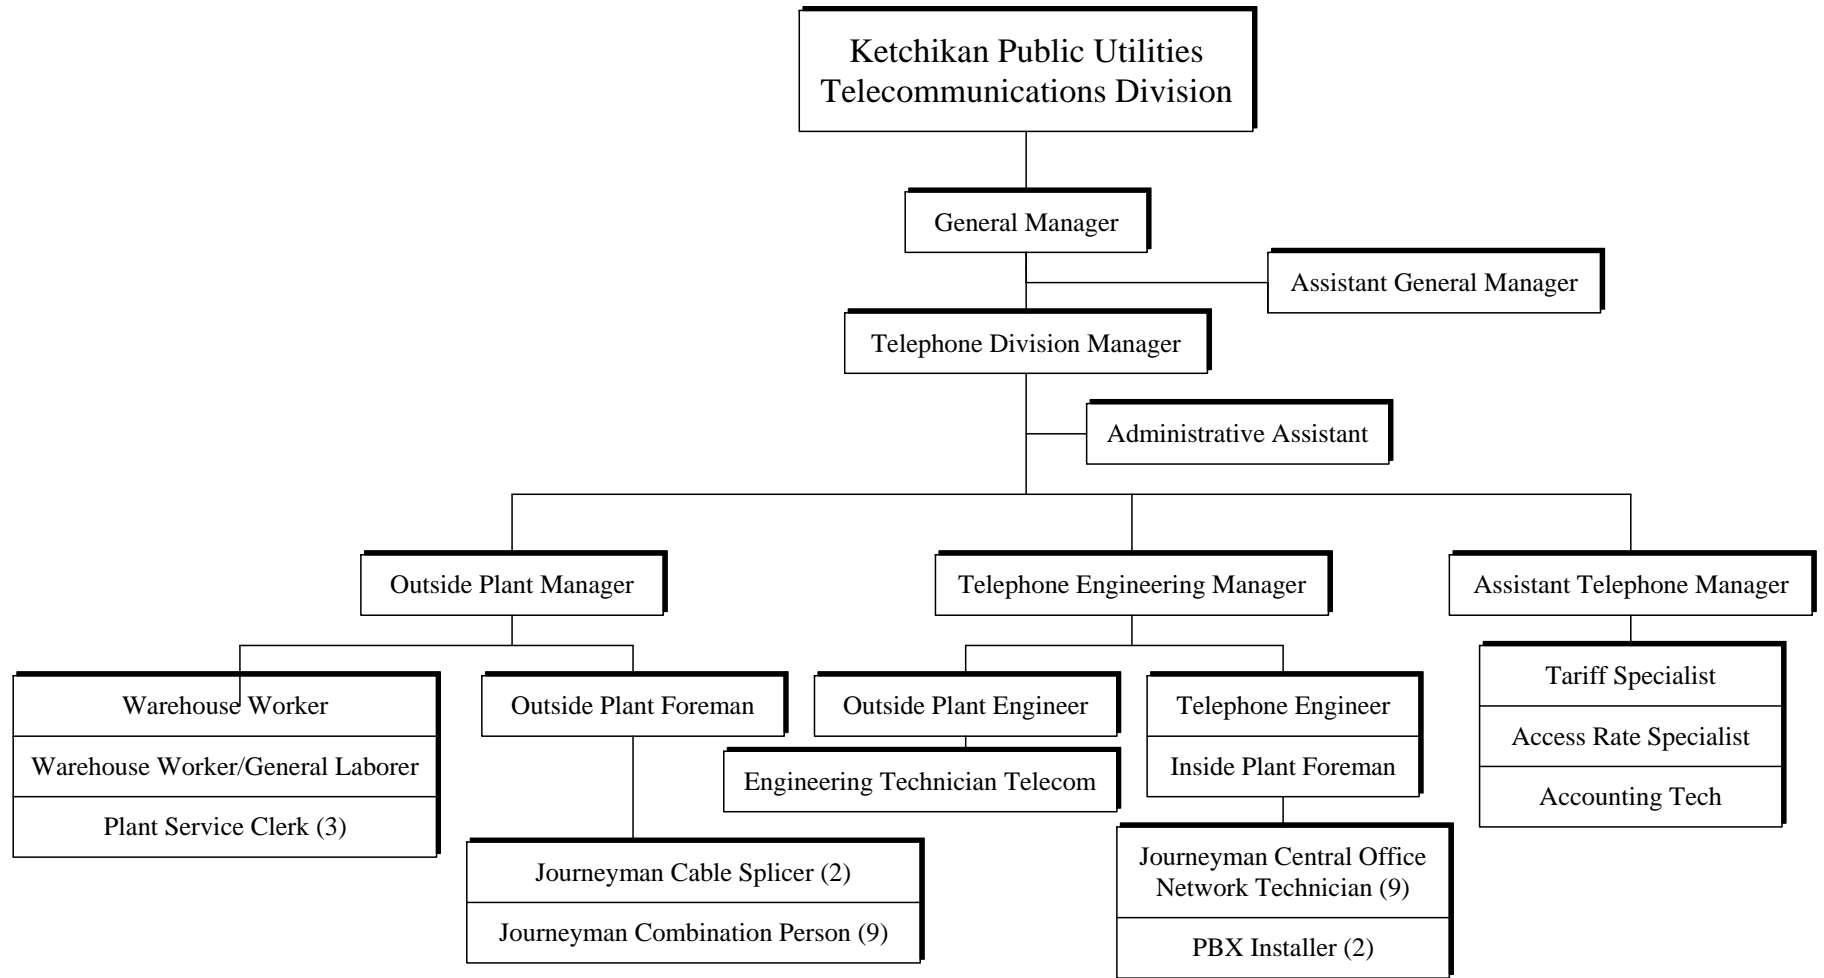 Ketchikan Public Utilities
Telecommunications Division
General Manager
Assistant General Manager
Telephone Division Manager
Administrative Assistant
Outside Plant Manager
Telephone Engineering Manager
Assistant Telephone Manager
Warehouse Worker
Warehouse Worker/General Laborer
Plant Service Clerk (3)
Outside Plant Foreman
Journeyman Cable Splicer (2)
Journeyman Combination Person (9)
Outside Plant Engineer
Engineering Technician Telecom
Telephone Engineer
Inside Plant Foreman
Journeyman Central Office
Network Technician (9)
PBX Installer (2)
Tariff Specialist
Access Rate Specialist
Accounting Tech